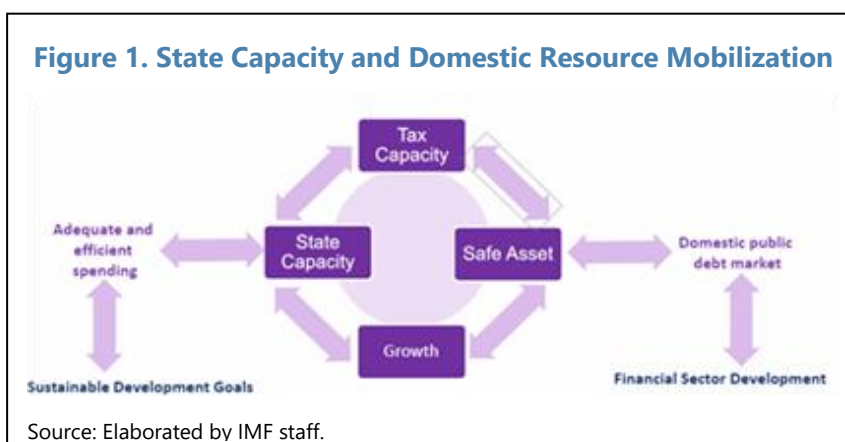 Figure 1. State Capacity and Domestic Resource Mobilization
Tax
Capacity
Adequate and
efficient
spending
State
Capacity
Safe Asset
Domestic public
debt market
Growth
Sustainable Development Goals
Financial Sector Development
Source: Elaborated by IMF staff.